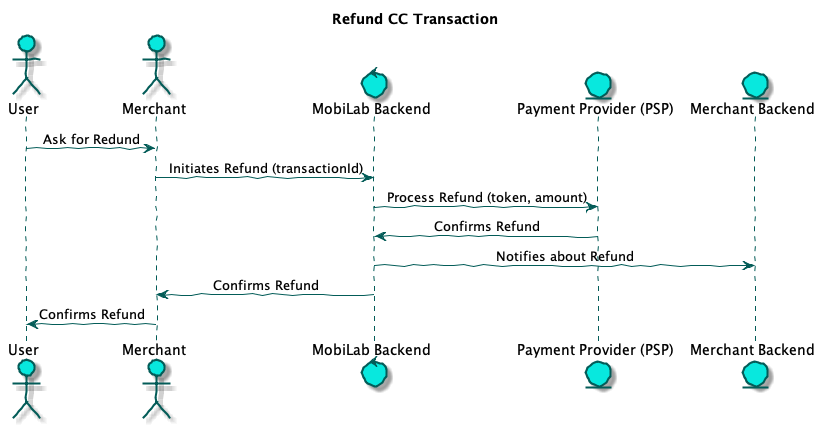 Refund CC Transaction
User
Merchant
MobiLab Backend
Payment Provider (PSP)
Merchant Backend
Ask for Redund
Initiates Refund (transactionId)
Process Refund (token, amount)
Confirms Refund
Notifies about Refund
Confirms Refund
Confirms Refund
User
Merchant
MobiLab Backend
Payment Provider (PSP)
Merchant Backend